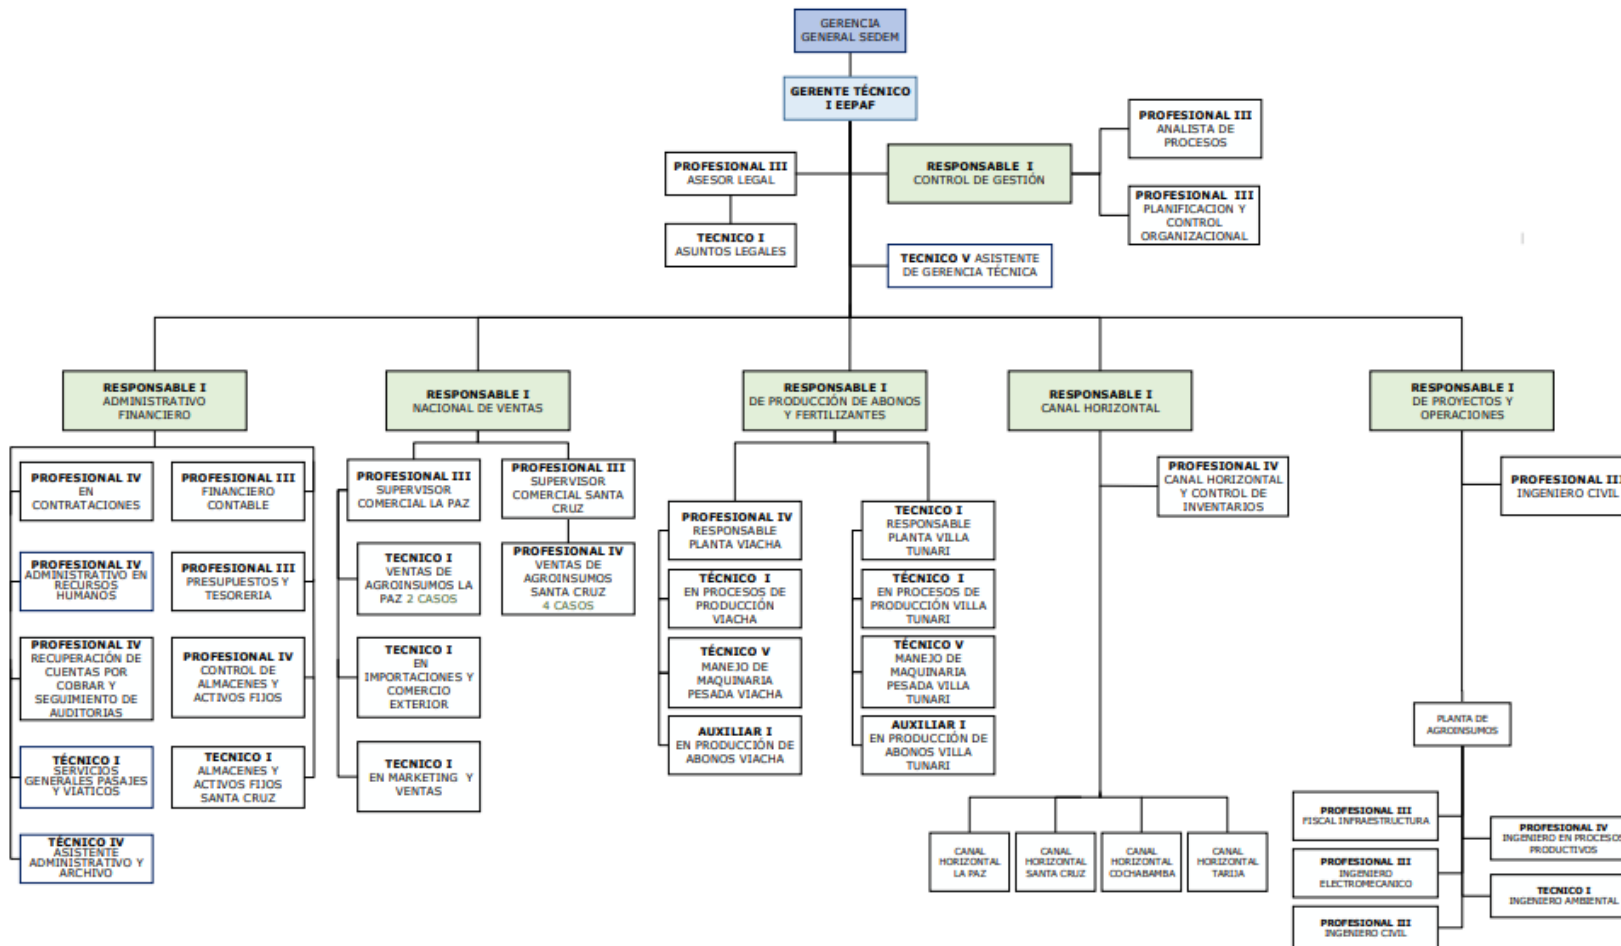 GERENCIA
GENERAL SEDEM
GERENTE TÉCNICO
I EEPAF
PROFESIONAL III
ANALISTA DE
PROCESOS
PROFESIONAL III
ASESOR LEGAL
RESPONSABLE I
CONTROL DE GESTIÓN
PROFESIONAL III
PLANIFICACION Y
CONTROL
ORGANIZACIONAL
TECNICO I
ASUNTOS LEGALES
TECNICO V ASISTENTE
DE GERENCIA TÉCNICA
RESPONSABLE I
ADMINISTRATIVO
FINANCIERO
RESPONSABLE I
NACIONAL DE VENTAS
RESPONSABLE I
DE PRODUCCIÓN DE ABONOS
Y FERTILIZANTES
RESPONSABLE I
CANAL HORIZONTAL
RESPONSABLE I
DE PROYECTOS Y
OPERACIONES
PROFESIONAL IV
EN
CONTRATACIONES
PROFESIONAL III
FINANCIERO
CONTABLE
PROFESIONAL IV
ADMINISTRATIVO EN
RECURSOS
HUMANOS
PROFESIONAL III
PRESUPUESTOS Y
TESORERIA
PROFESIONAL IV
RECUPERACIÓN DE
CUENTAS POR
COBRAR Y
SEGUIMIENTO DE
AUDITORIAS
PROFESIONAL IV
CONTROL DE
ALMACENES Y
ACTIVOS FIJOS
TÉCNICO I
SERVICIOS
GENERALES PASAJES
Y VIATICOS
TECNICO I
ALMACENES Y
ACTIVOS FIJOS
SANTA CRUZ
TÉCNICO IV
ASISTENTE
ADMINISTRATIVO Y
ARCHIVO
PROFESIONAL III
SUPERVISOR
COMERCIAL LA PAZ
PROFESIONAL III
SUPERVISOR
COMERCIAL SANTA
CRUZ
TECNICO I
VENTAS DE
AGROINSUMOS LA
PAZ 2 CASOS
PROFESIONAL IV
VENTAS DE
AGROINSUMOS
SANTA CRUZ
4 CASOS
TECNICO I
EN
IMPORTACIONES Y
COMERCIO
EXTERIOR
TECNICO I
EN MARKETING Y
VENTAS
PROFESIONAL IV
RESPONSABLE
PLANTA VIACHA
TECNICO I
RESPONSABLE
PLANTA VILLA
TUNARI
TÉCNICO I
EN PROCESOS DE
PRODUCCIÓN
VIACHA
TÉCNICO I
EN PROCESOS DE
PRODUCCIÓN VILLA
TUNARI
TÉCNICO V
MANEJO DE
MAQUINARIA
PESADA VIACHA
TÉCNICO V
MANEJO DE
MAQUINARIA
PESADA VILLA
TUNARI
AUXILIAR I
EN PRODUCCIÓN DE
ABONOS VIACHA
AUXILIAR I
EN PRODUCCIÓN DE
ABONOS VILLA
TUNARI
PROFESIONAL IV
CANAL HORIZONTAL
Y CONTROL DE
INVENTARIOS
CANAL
HORIZONTAL
LA PAZ
CANAL
HORIZONTAL
SANTA CRUZ
CANAL
HORIZONTAL
COCHABAMBA
CANAL
HORIZONTAL
TARIJA
PROFESIONAL III
INGENIERO CIVIL
PLANTA DE
AGROINSUMOS
PROFESIONAL III
FISCAL INFRAESTRUCTURA
PROFESIONAL IV
INGENIERO EN PROCESOS
PRODUCTIVOS
PROFESIONAL III
INGENIERO
ELECTROMECANICO
TECNICO I
INGENIERO AMBIENTAL
PROFESIONAL III
INGENIERO CIVIL